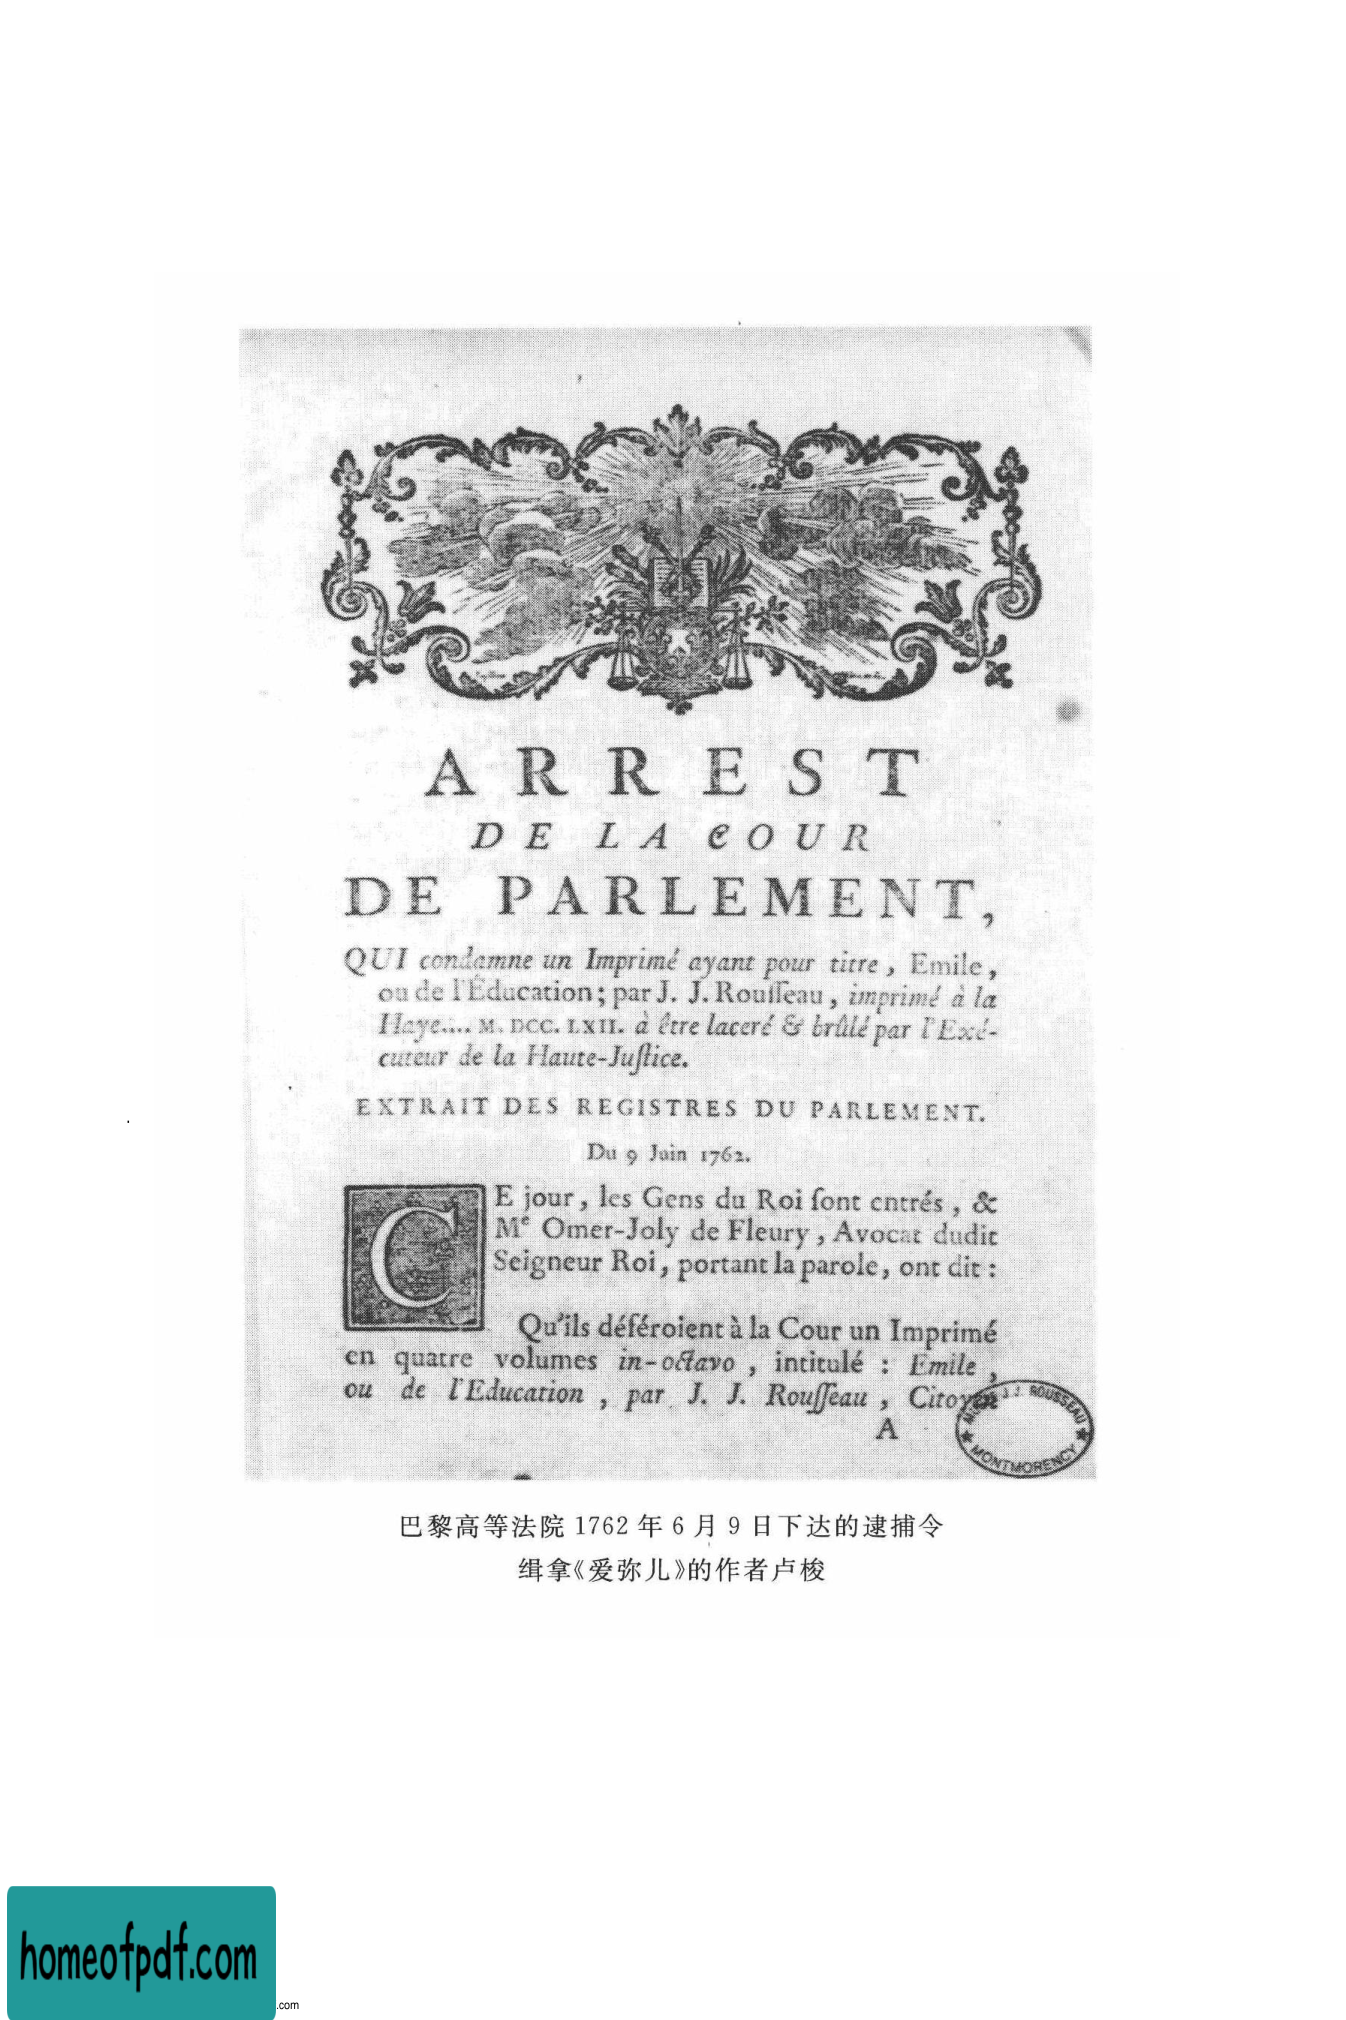 ARREST
DE LA COUR
DE PARLEMENT,
QUI condamne un Imprimé ayant pour titre, Emile,
ou de l'Éducation; par J. J. Rouſſeau, imprimé à la
Haye.... M. DCC. LXII. à être laceré & brûlé par l'Exé-
cuteur de la Haute-Juſtice.
EXTRAIT DES REGISTRES DU PARLEMENT.
Du 9 Juin 1762.
CE jour, les Gens du Roi ſont entrés, &
Me Omer-Joly de Fleury, Avocat dudit
Seigneur Roi, portant la parole, ont dit:
Qu'ils déféroient à la Cour un Imprimé
en quatre volumes in-octavo, intitulé: Emile,
ou de l'Education, par J. J. Rouſſeau, Citoyen
A
J. J. ROUSSEAU
MONTMORENCY
巴黎高等法院 1762 年 6 月 9 日下达的逮捕令
缉拿《爱弥儿》的作者卢梭
homeofpdf.com
.com